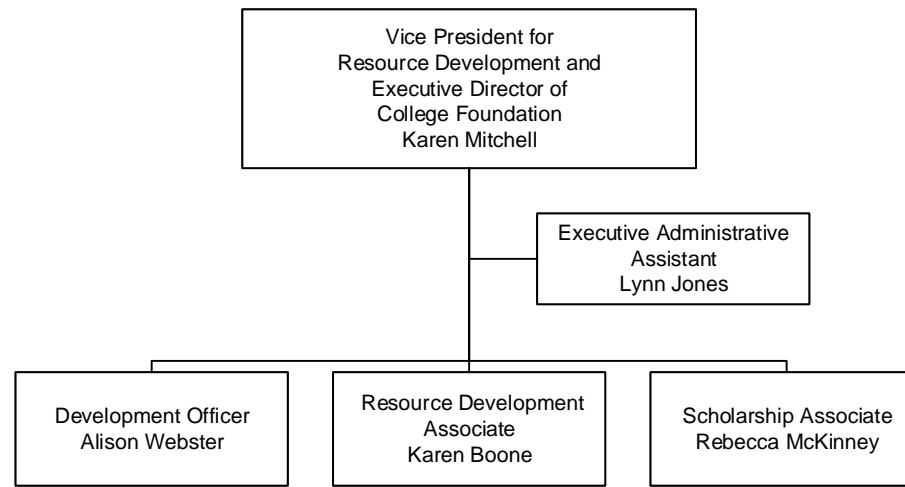 Vice President for
Resource Development and
Executive Director of
College Foundation
Karen Mitchell
Executive Administrative
Assistant
Lynn Jones
Development Officer
Alison Webster
Resource Development
Associate
Karen Boone
Scholarship Associate
Rebecca McKinney